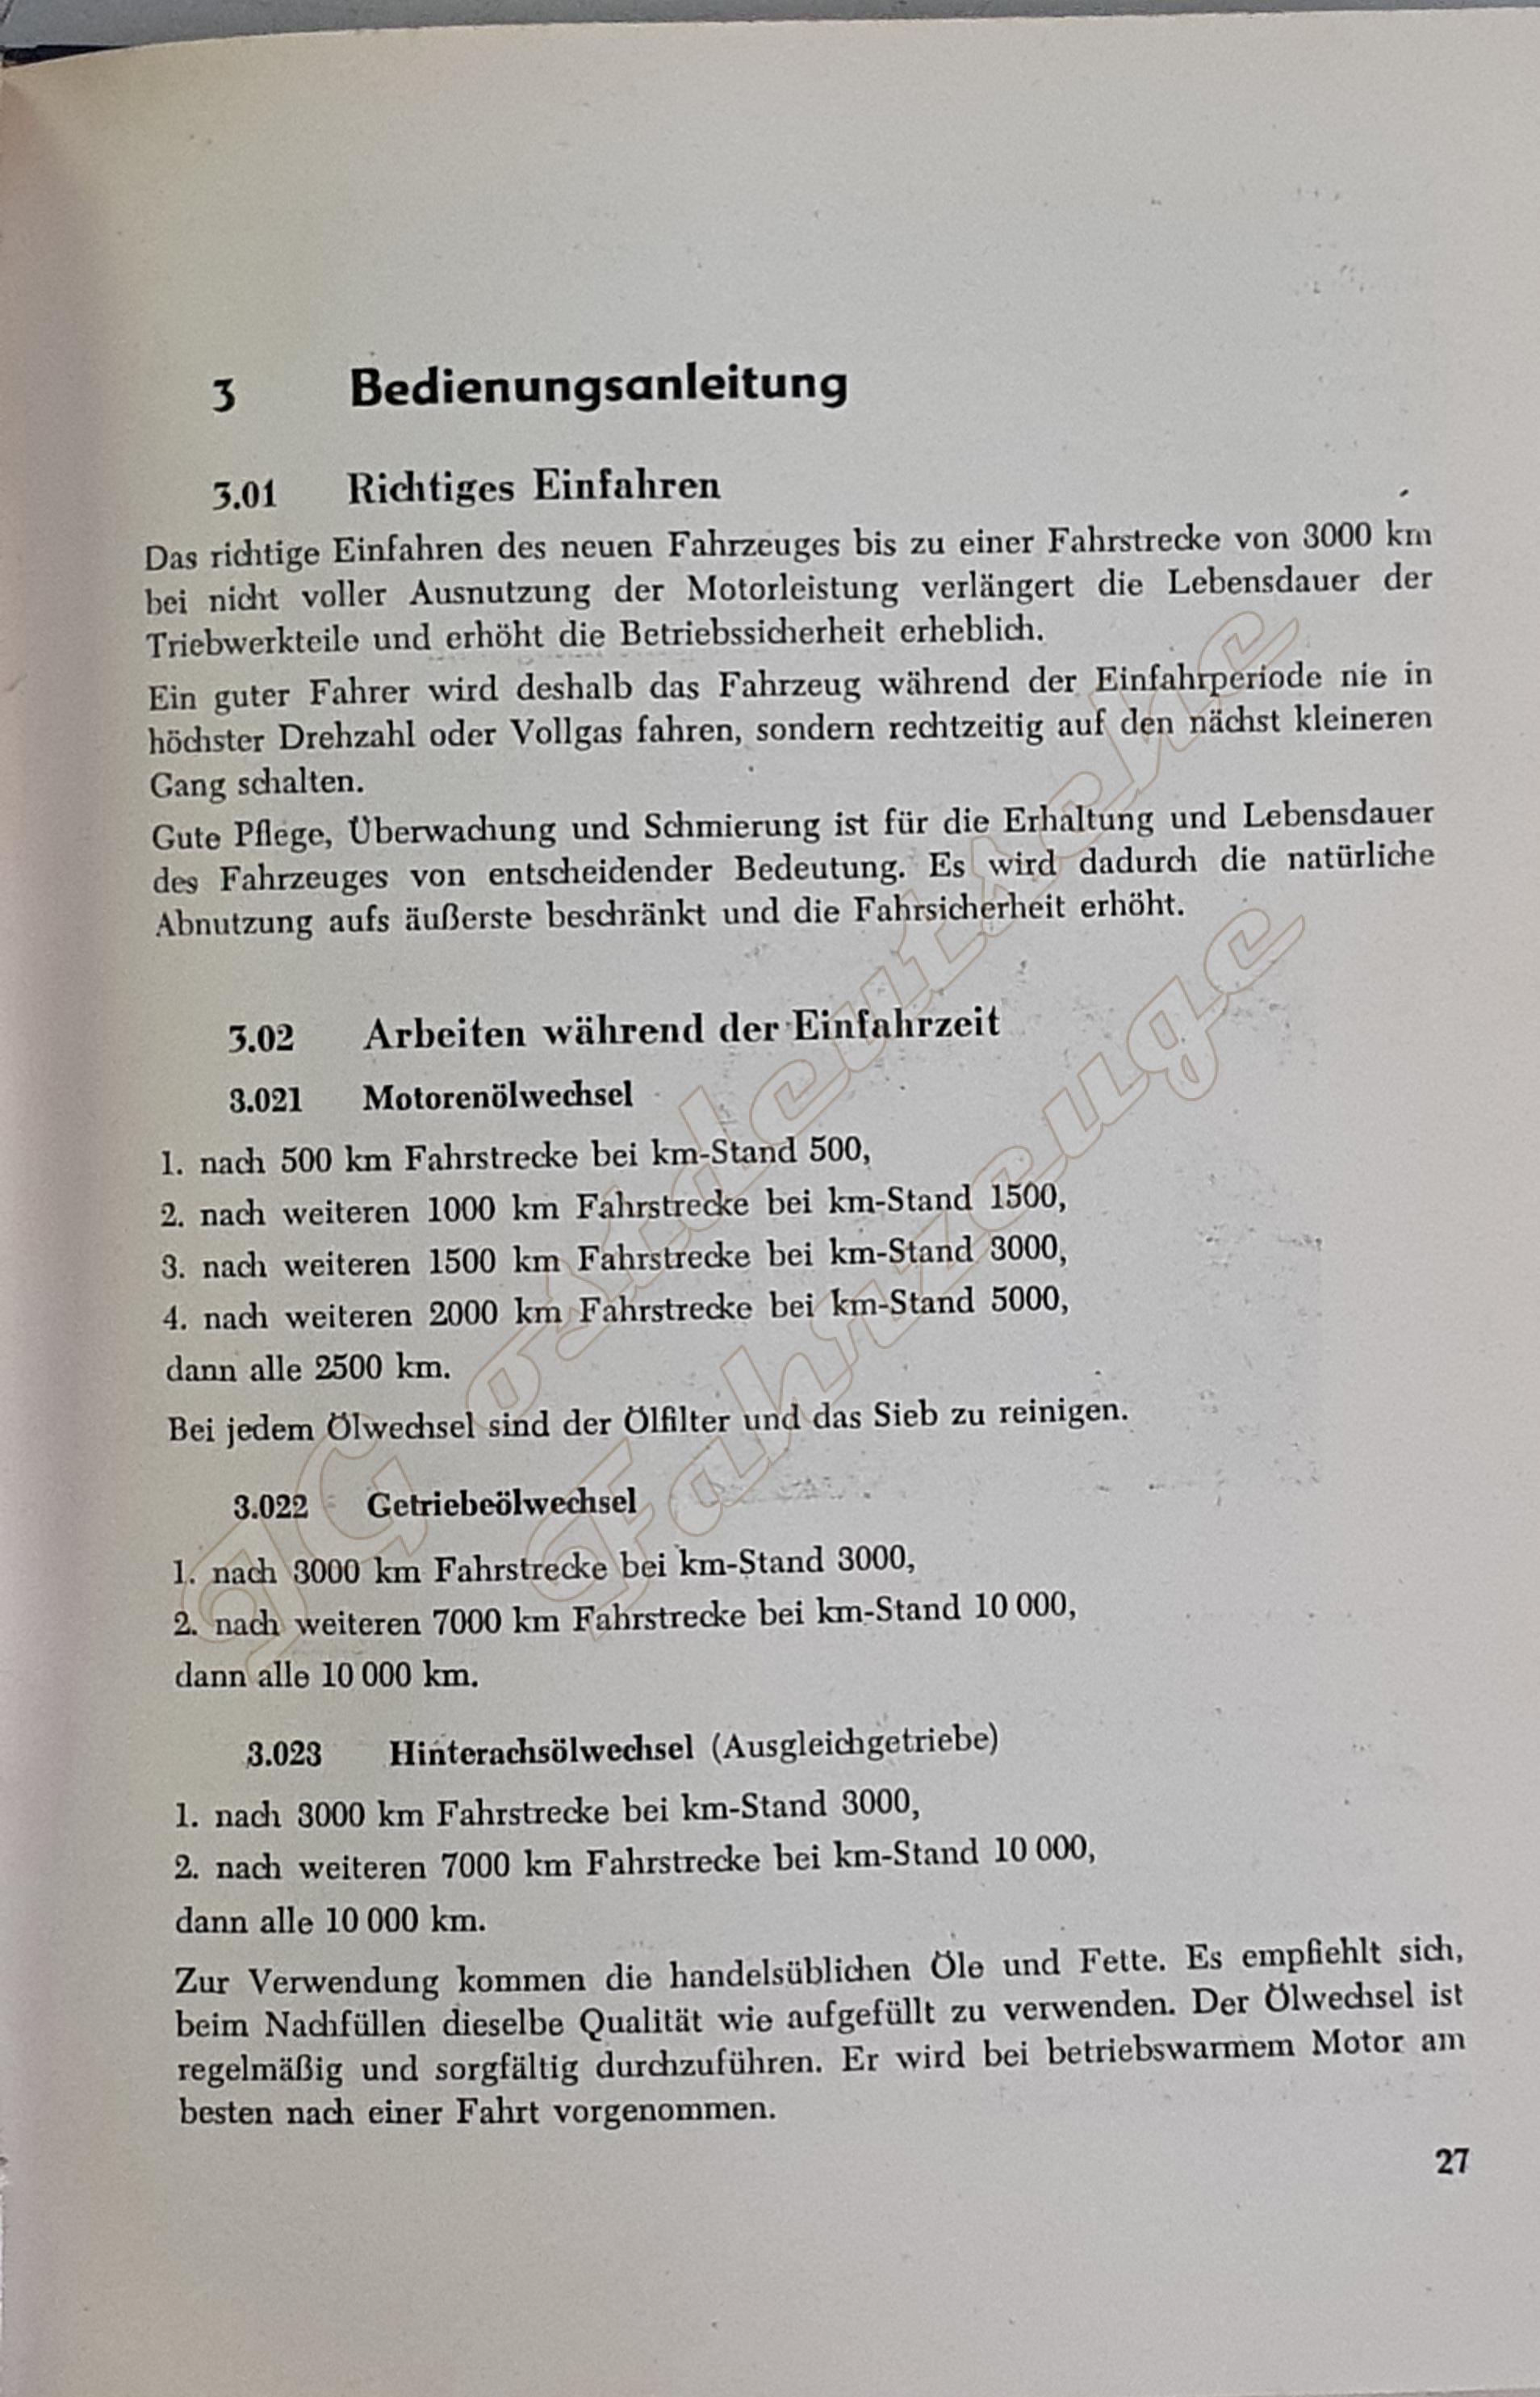 3 Bedienungsanleitung
3.01 Richtiges Einfahren
Das richtige Einfahren des neuen Fahrzeuges bis zu einer Fahrstrecke von 3000 km
bei nicht voller Ausnutzung der Motorleistung verlängert die Lebensdauer der
Triebwerkteile und erhöht die Betriebssicherheit erheblich.
Ein guter Fahrer wird deshalb das Fahrzeug während der Einfahrperiode nie in
höchster Drehzahl oder Vollgas fahren, sondern rechtzeitig auf den nächst kleineren
Gang schalten.
Gute Pflege, Überwachung und Schmierung ist für die Erhaltung und Lebensdauer
des Fahrzeuges von entscheidender Bedeutung. Es wird dadurch die natürliche
Abnutzung aufs äußerste beschränkt und die Fahrsicherheit erhöht.
3.02 Arbeiten während der Einfahrzeit
3.021 Motorenölwechsel
1. nach 500 km Fahrstrecke bei km-Stand 500,
2. nach weiteren 1000 km Fahrstrecke bei km-Stand 1500,
3. nach weiteren 1500 km Fahrstrecke bei km-Stand 3000,
4. nach weiteren 2000 km Fahrstrecke bei km-Stand 5000,
dann alle 2500 km.
Bei jedem Ölwechsel sind der Ölfilter und das Sieb zu reinigen.
3.022 Getriebeölwechsel
1. nach 3000 km Fahrstrecke bei km-Stand 3000,
2. nach weiteren 7000 km Fahrstrecke bei km-Stand 10 000,
dann alle 10 000 km.
3.023 Hinterachsölwechsel (Ausgleichgetriebe)
1. nach 3000 km Fahrstrecke bei km-Stand 3000,
2. nach weiteren 7000 km Fahrstrecke bei km-Stand 10 000,
dann alle 10 000 km.
Zur Verwendung kommen die handelsüblichen Öle und Fette. Es empfiehlt sich,
beim Nachfüllen dieselbe Qualität wie aufgefüllt zu verwenden. Der Ölwechsel ist
regelmäßig und sorgfältig durchzuführen. Er wird bei betriebswarmem Motor am
besten nach einer Fahrt vorgenommen.
27
IG ostdeutsche
Fahrzeuge